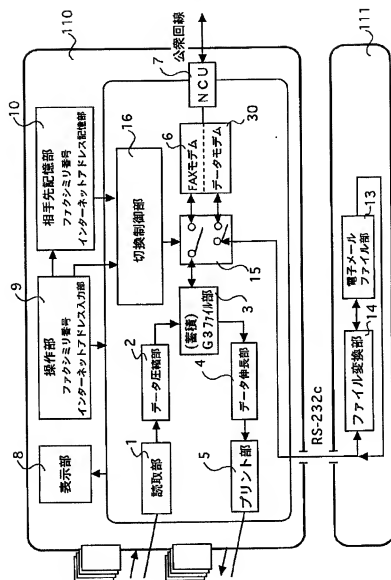 110
8
表示部
9
操作部
ファクシミリ番号
インターネットアドレス入力部
10
相手先記憶部
ファクシミリ番号
インターネットアドレス記憶部
16
切換制御部
7
NCU
公衆回線
1
読取部
2
データ圧縮部
(蓄積)
G3ファイル部
3
15
6
FAXモデム
データモデム
30
4
データ伸長部
5
プリント部
RS-232c
111
14
ファイル変換部
電子メール
ファイル部
13